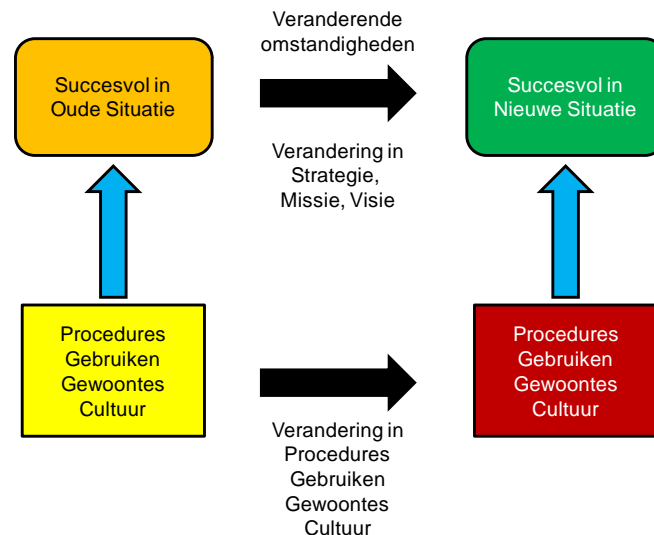 Veranderende
omstandigheden
Succesvol in
Oude Situatie
Succesvol in
Nieuwe Situatie
Verandering in
Strategie,
Missie, Visie
Procedures
Gebruiken
Gewoontes
Cultuur
Procedures
Gebruiken
Gewoontes
Cultuur
Verandering in
Procedures
Gebruiken
Gewoontes
Cultuur